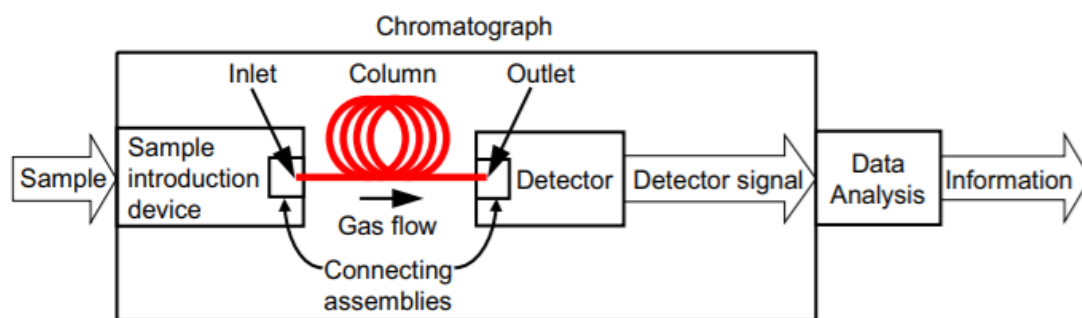 Chromatograph
Inlet
Column
Outlet
Sample
Sample
introduction
device
Detector
Detector signal
Data
Analysis
Information
Gas flow
Connecting
assemblies